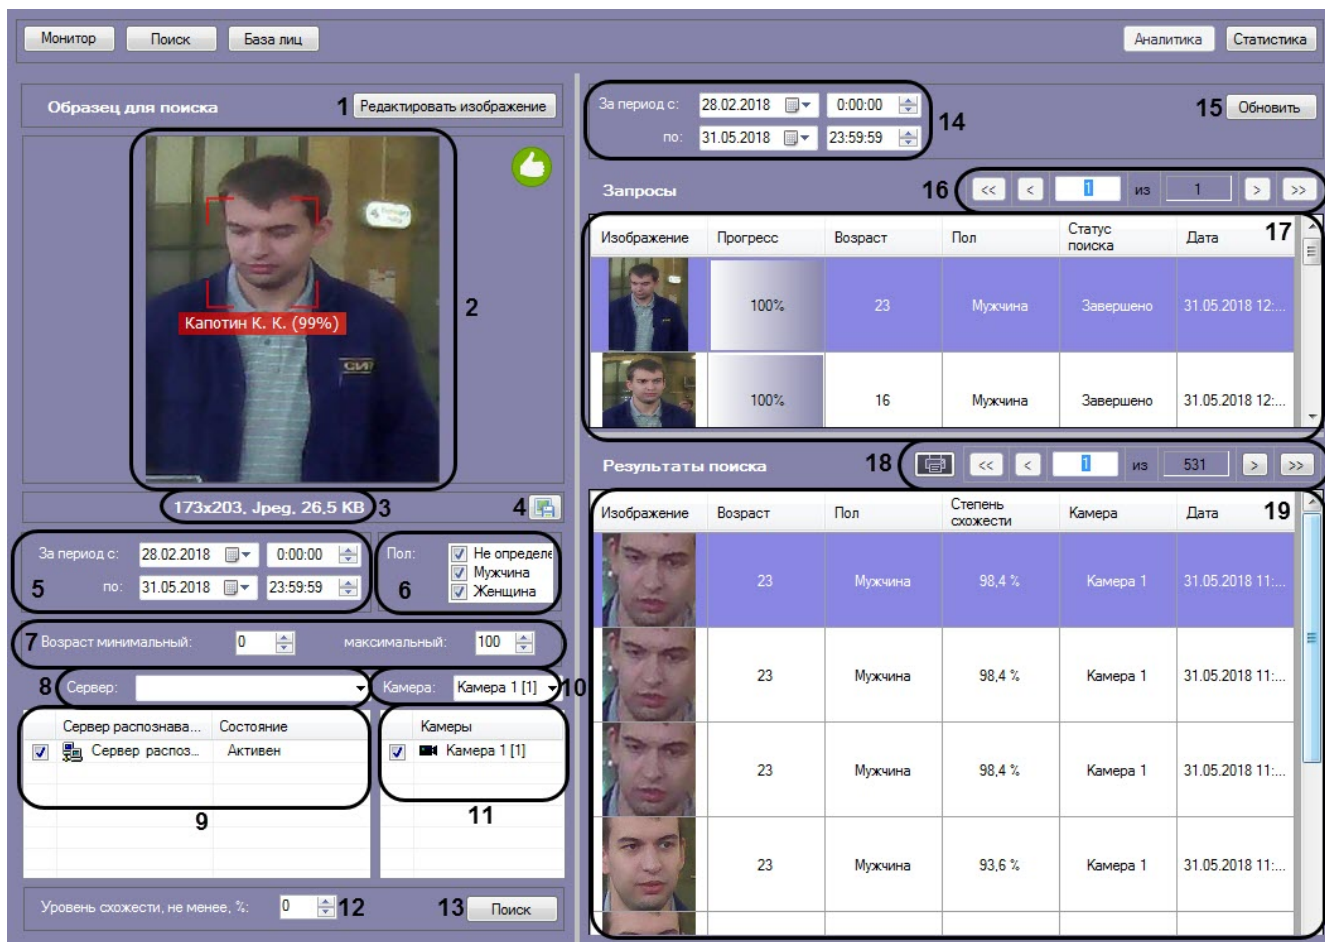 Монитор Поиск База лиц Аналитика Статистика
Образец для поиска 1 Редактировать изображение
Капотин К. К. (99%)
2
173x203, Jpeg, 26,5 KB 3 4
За период с: 28.02.2018 0:00:00
по: 31.05.2018 23:59:59
5
Пол: Не определе
Мужчина
Женщина
6
7 Возраст минимальный: 0 максимальный: 100
8 Сервер: Камера: Камера 1 [1] 10
Сервер распознава... Состояние
Сервер распоз... Активен
9
Камеры
Камера 1 [1]
11
Уровень схожести, не менее, %: 0 12 13 Поиск
За период с: 28.02.2018 0:00:00
по: 31.05.2018 23:59:59
14
15 Обновить
Запросы 16 << < 1 из 1 > >>
Изображение Прогресс Возраст Пол Статус поиска Дата 17
100% 23 Мужчина Завершено 31.05.2018 12:...
100% 16 Мужчина Завершено 31.05.2018 12:...
Результаты поиска 18 << < 1 из 531 > >>
Изображение Возраст Пол Степень схожести Камера Дата 19
23 Мужчина 98,4 % Камера 1 31.05.2018 11:...
23 Мужчина 98,4 % Камера 1 31.05.2018 11:...
23 Мужчина 98,4 % Камера 1 31.05.2018 11:...
23 Мужчина 93,6 % Камера 1 31.05.2018 11:...